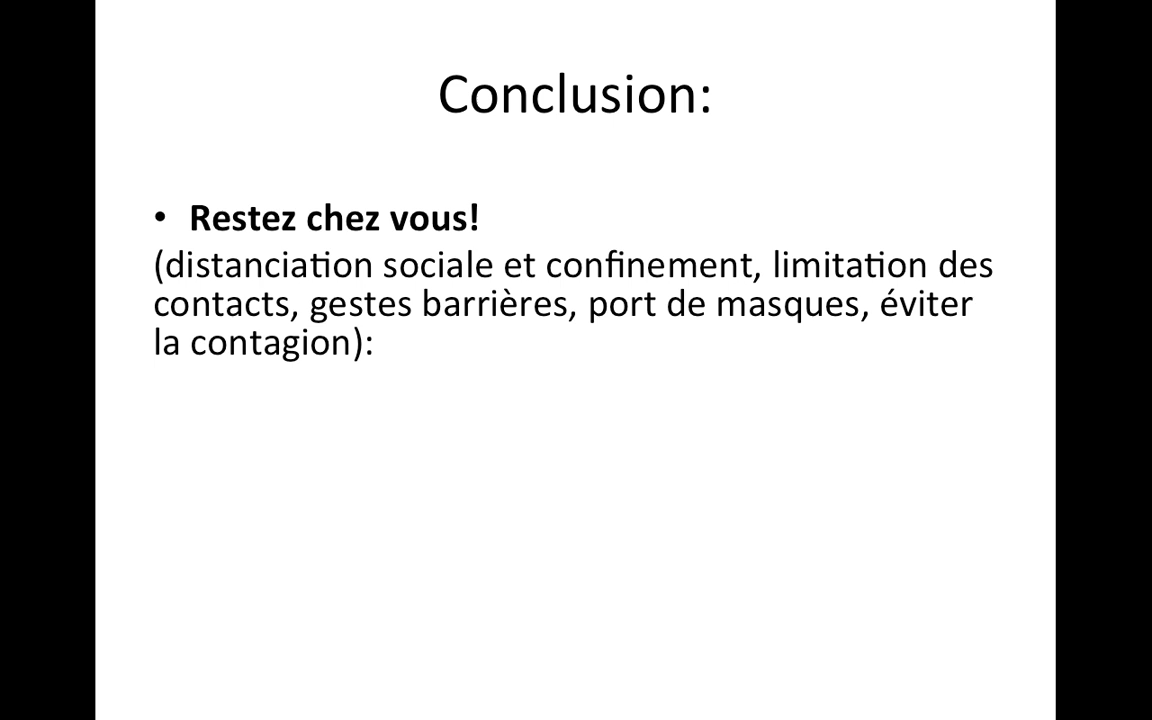 Conclusion:
• Restez chez vous!
(distanciation sociale et confinement, limitation des
contacts, gestes barrières, port de masques, éviter
la contagion):